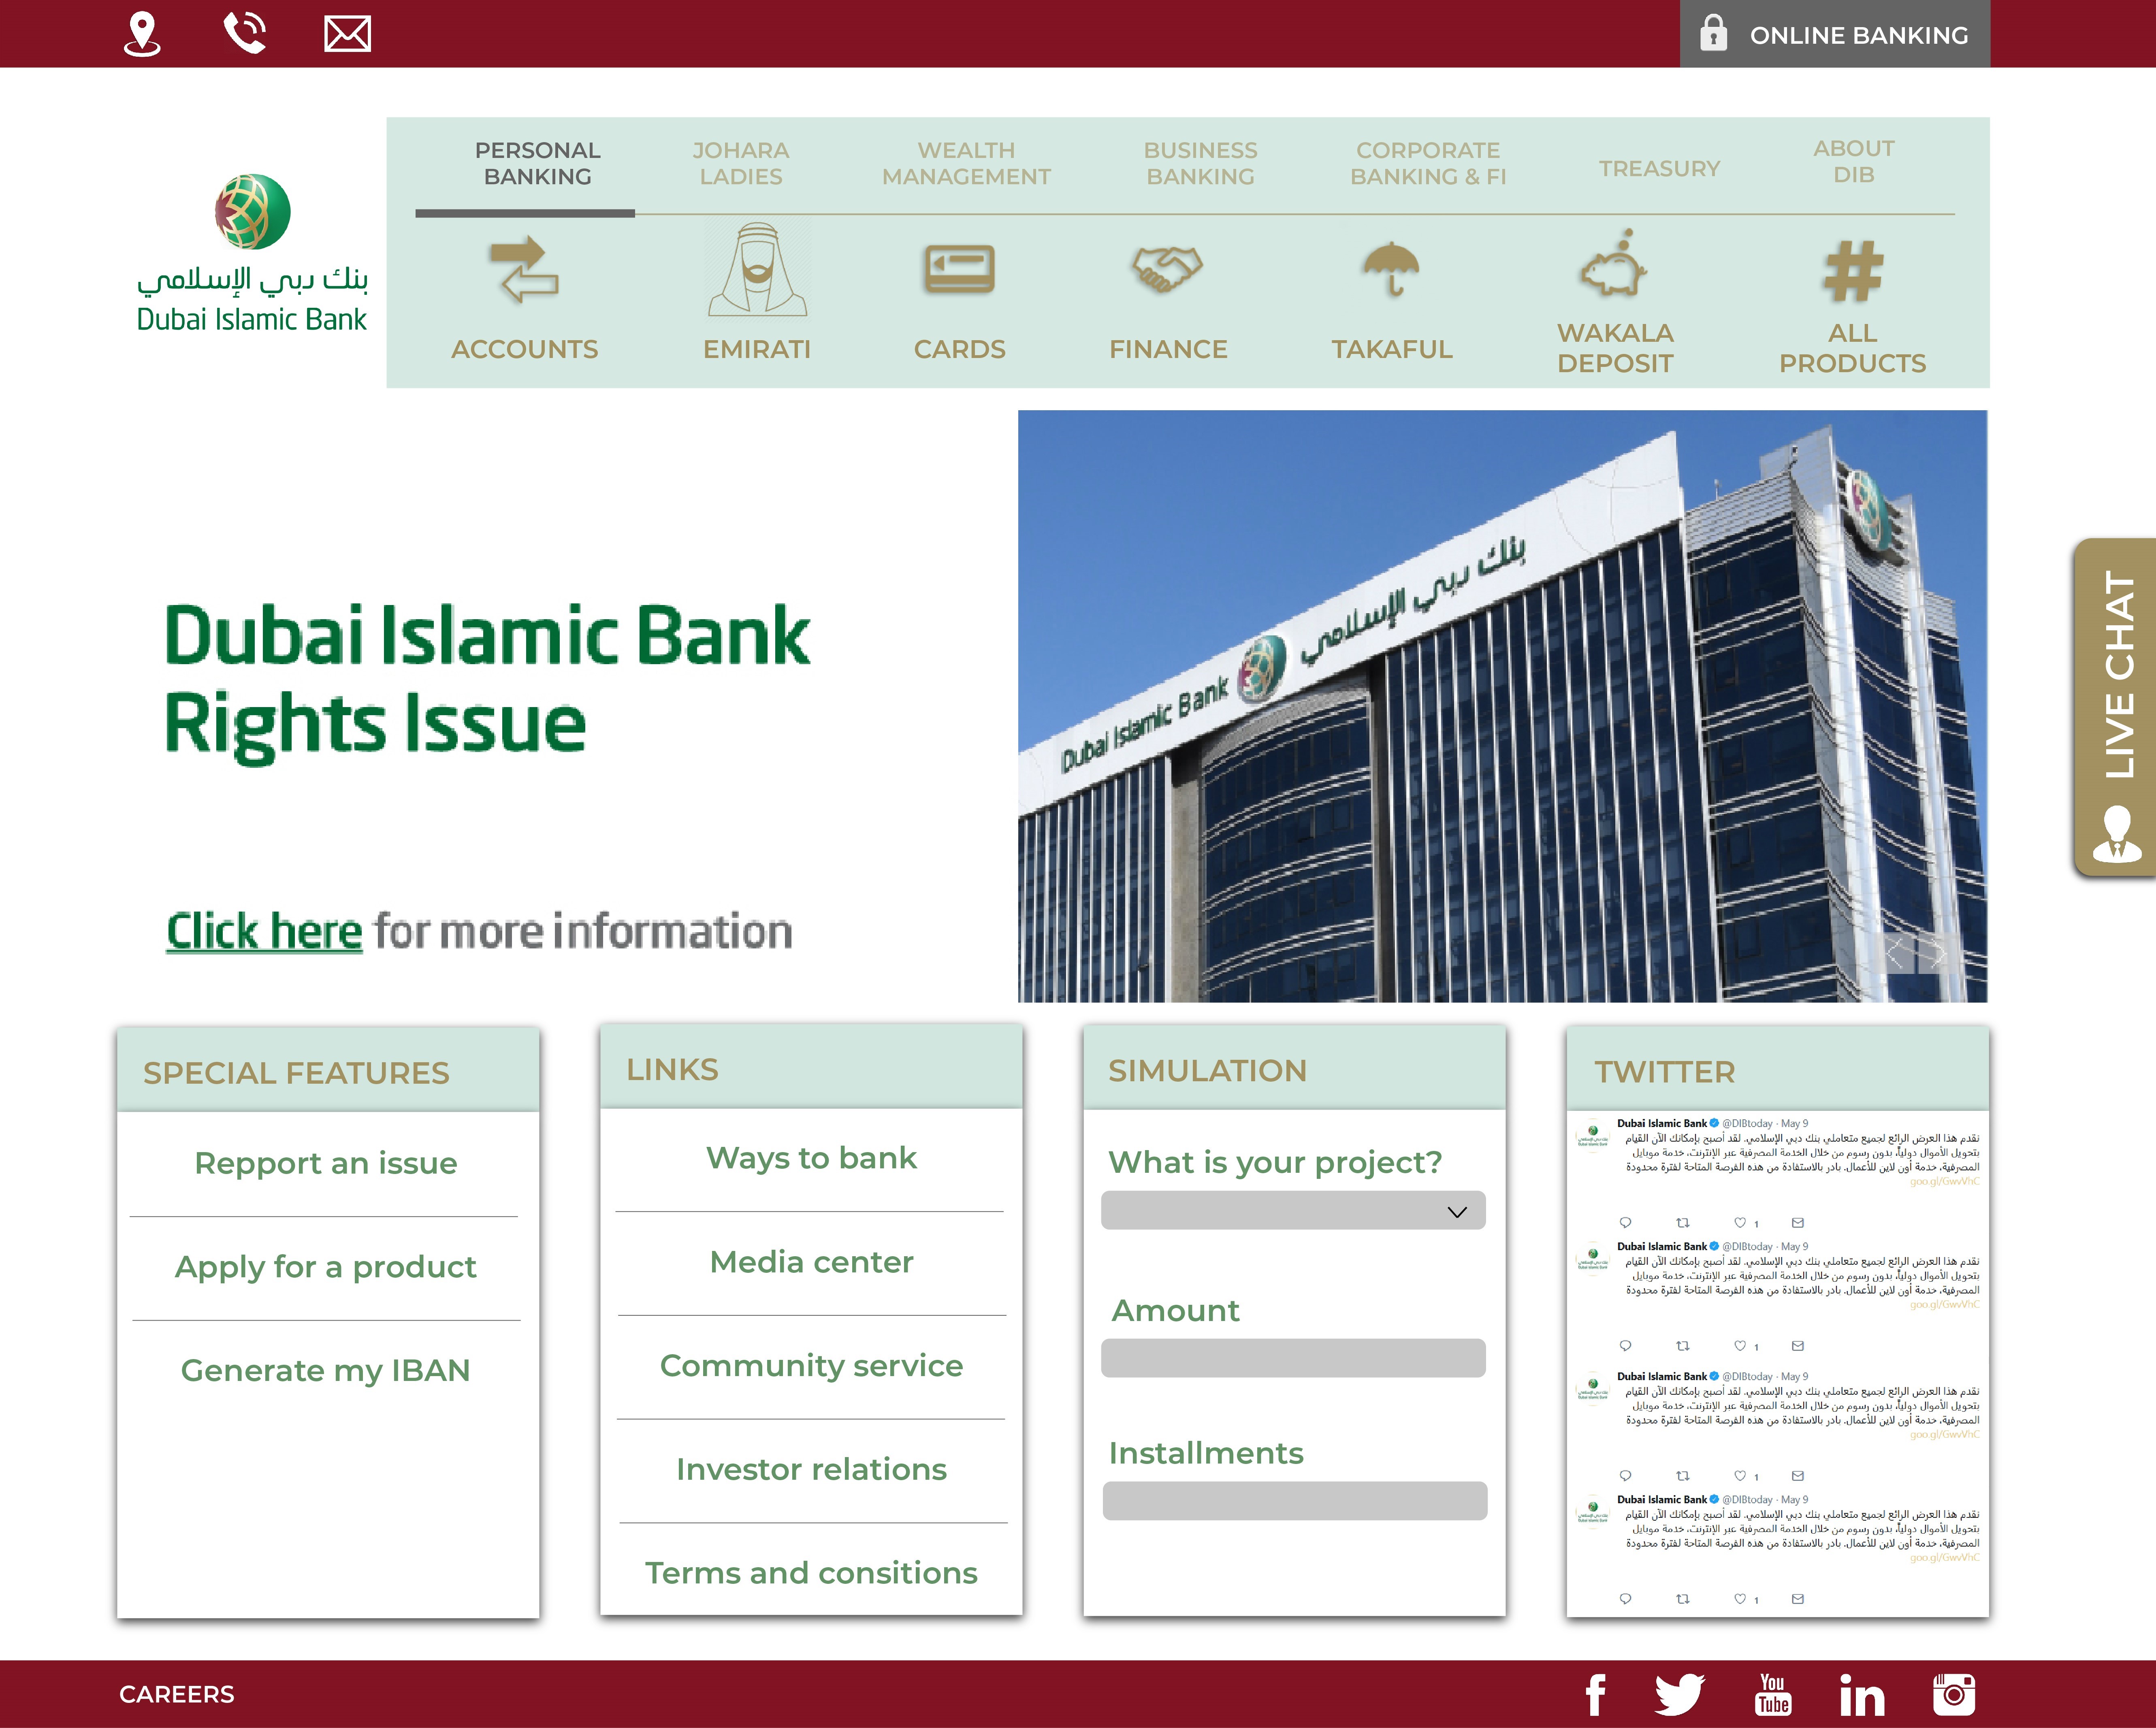 ONLINE BANKING
PERSONAL
BANKING
JOHARA
LADIES
WEALTH
MANAGEMENT
BUSINESS
BANKING
CORPORATE
BANKING & FI
TREASURY
ABOUT
DIB
بنك دبي الإسلامي
Dubai Islamic Bank
ACCOUNTS
EMIRATI
CARDS
FINANCE
TAKAFUL
WAKALA
DEPOSIT
ALL
PRODUCTS
Dubai Islamic Bank
Rights Issue
Click here for more information
Dubai Islamic Bank بنك دبي الإسلامي
LIVE CHAT
SPECIAL FEATURES
Repport an issue
Apply for a product
Generate my IBAN
LINKS
Ways to bank
Media center
Community service
Investor relations
Terms and consitions
SIMULATION
What is your project?
Amount
Installments
TWITTER
Dubai Islamic Bank @DIBtoday · May 9
نقدم هذا العرض الرائع لجميع متعاملي بنك دبي الإسلامي. لقد أصبح بإمكانك الآن القيام
بتحويل الأموال دولياً، بدون رسوم من خلال الخدمة المصرفية عبر الإنترنت، خدمة موبايل
المصرفية، خدمة أون لاين للأعمال. بادر بالاستفادة من هذه الفرصة المتاحة لفترة محدودة
goo.gl/GwvVhC
1
Dubai Islamic Bank @DIBtoday · May 9
نقدم هذا العرض الرائع لجميع متعاملي بنك دبي الإسلامي. لقد أصبح بإمكانك الآن القيام
بتحويل الأموال دولياً، بدون رسوم من خلال الخدمة المصرفية عبر الإنترنت، خدمة موبايل
المصرفية، خدمة أون لاين للأعمال. بادر بالاستفادة من هذه الفرصة المتاحة لفترة محدودة
goo.gl/GwvVhC
1
Dubai Islamic Bank @DIBtoday · May 9
نقدم هذا العرض الرائع لجميع متعاملي بنك دبي الإسلامي. لقد أصبح بإمكانك الآن القيام
بتحويل الأموال دولياً، بدون رسوم من خلال الخدمة المصرفية عبر الإنترنت، خدمة موبايل
المصرفية، خدمة أون لاين للأعمال. بادر بالاستفادة من هذه الفرصة المتاحة لفترة محدودة
goo.gl/GwvVhC
1
Dubai Islamic Bank @DIBtoday · May 9
نقدم هذا العرض الرائع لجميع متعاملي بنك دبي الإسلامي. لقد أصبح بإمكانك الآن القيام
بتحويل الأموال دولياً، بدون رسوم من خلال الخدمة المصرفية عبر الإنترنت، خدمة موبايل
المصرفية، خدمة أون لاين للأعمال. بادر بالاستفادة من هذه الفرصة المتاحة لفترة محدودة
goo.gl/GwvVhC
1
CAREERS
You
Tube